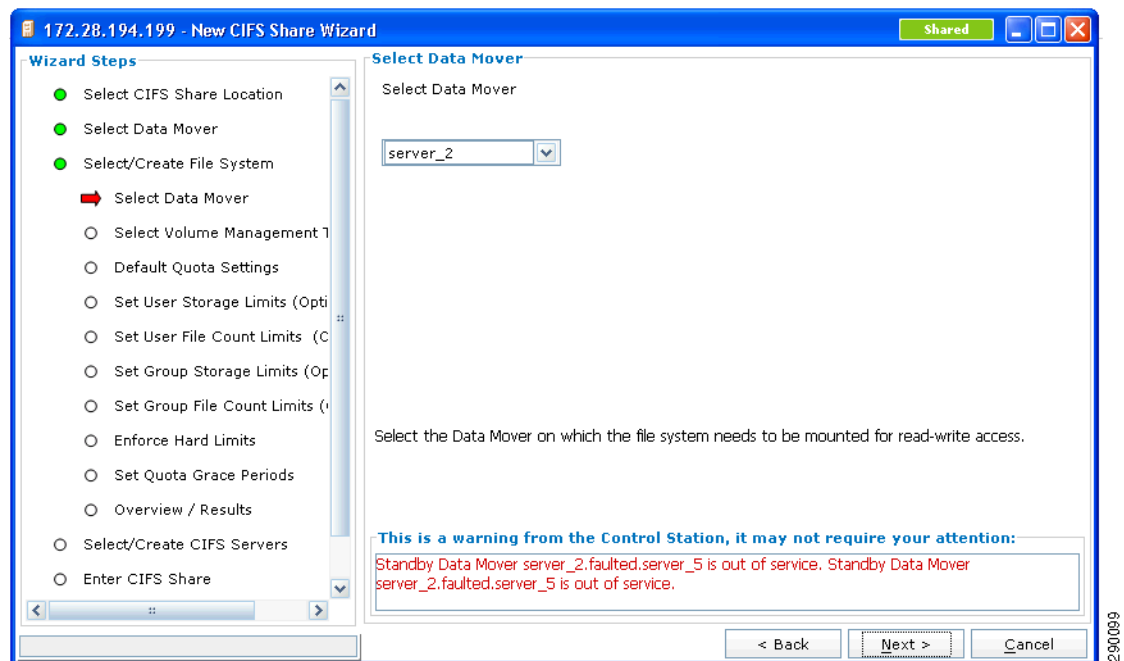 172.28.194.199 - New CIFS Share Wizard
Shared
Wizard Steps
Select CIFS Share Location
Select Data Mover
Select/Create File System
Select Data Mover
Select Volume Management T
Default Quota Settings
Set User Storage Limits (Opti
Set User File Count Limits (C
Set Group Storage Limits (Op
Set Group File Count Limits (
Enforce Hard Limits
Set Quota Grace Periods
Overview / Results
Select/Create CIFS Servers
Enter CIFS Share
Select Data Mover
Select Data Mover
server_2
Select the Data Mover on which the file system needs to be mounted for read-write access.
This is a warning from the Control Station, it may not require your attention:
Standby Data Mover server_2.faulted.server_5 is out of service. Standby Data Mover
server_2.faulted.server_5 is out of service.
< Back
Next >
Cancel
290099